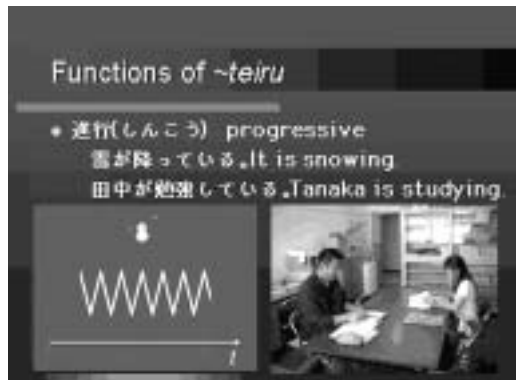 Functions of ~teiru
進行(しんこう) progressive
雪が降っている。It is snowing.
田中が勉強している。Tanaka is studying.
t